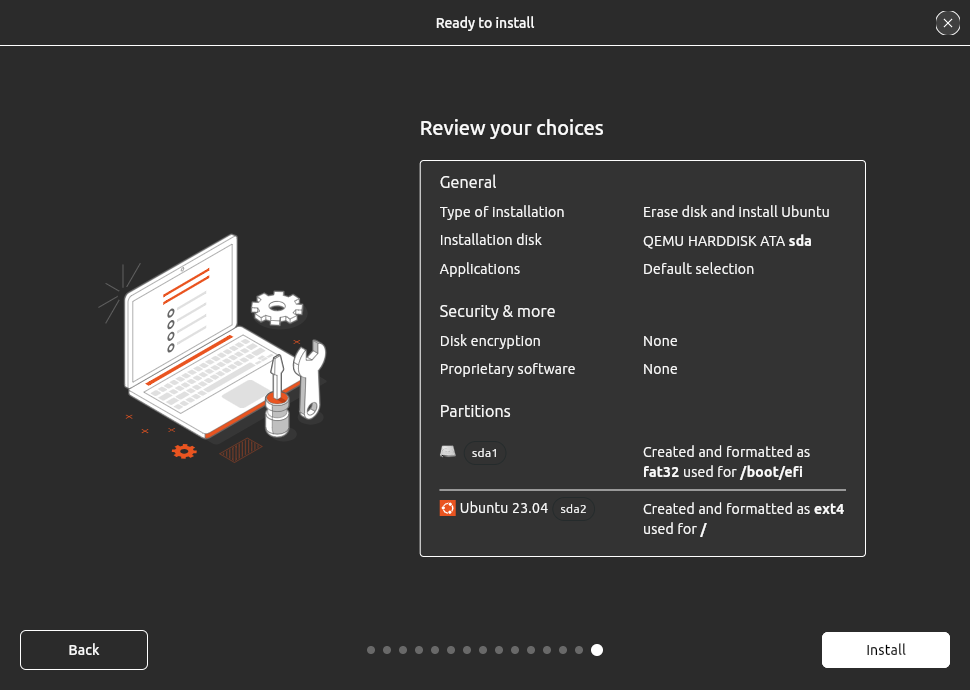 Ready to install
Review your choices
General
Type of installation Erase disk and install Ubuntu
Installation disk QEMU HARDDISK ATA sda
Applications Default selection
Security & more
Disk encryption None
Proprietary software None
Partitions
sda1 Created and formatted as
fat32 used for /boot/efi
Ubuntu 23.04 sda2 Created and formatted as ext4
used for /
Back Install